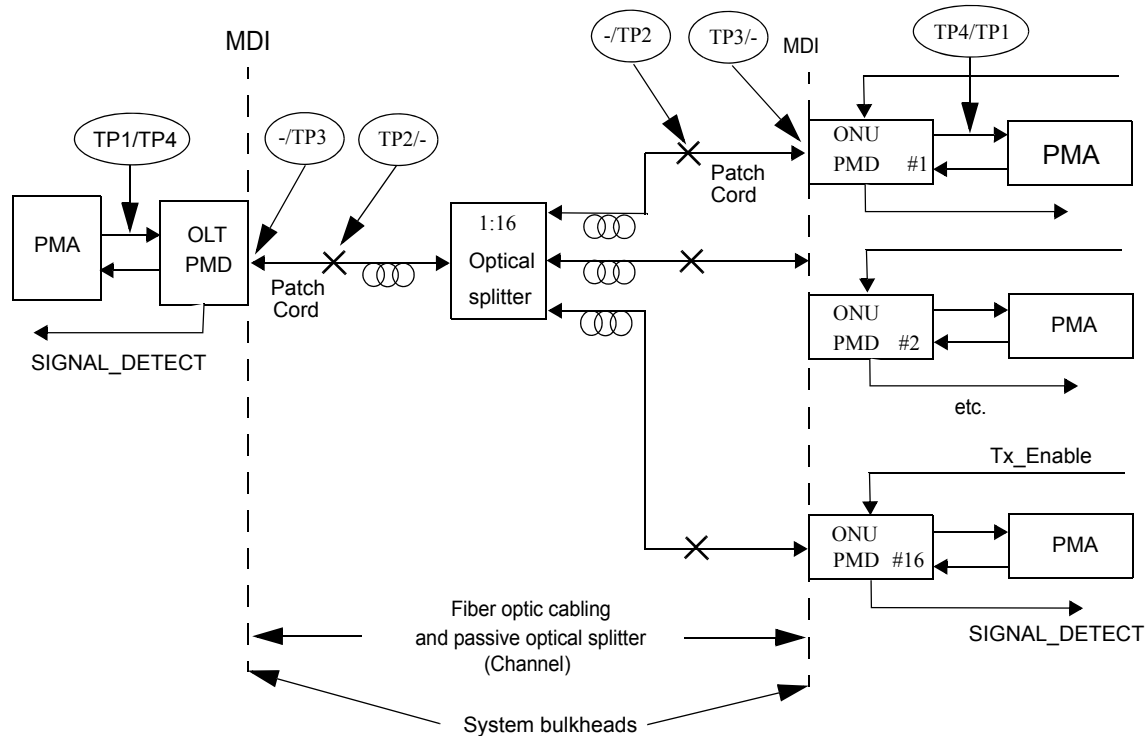 MDI
-/TP2
TP3/-
MDI
TP4/TP1
TP1/TP4
-/TP3
TP2/-
PMA
OLT
PMD
Patch
Cord
SIGNAL_DETECT
1:16
Optical
splitter
Patch
Cord
ONU
PMD #1
PMA
ONU
PMD #2
PMA
etc.
Tx_Enable
ONU
PMD #16
PMA
SIGNAL_DETECT
Fiber optic cabling
and passive optical splitter
(Channel)
System bulkheads